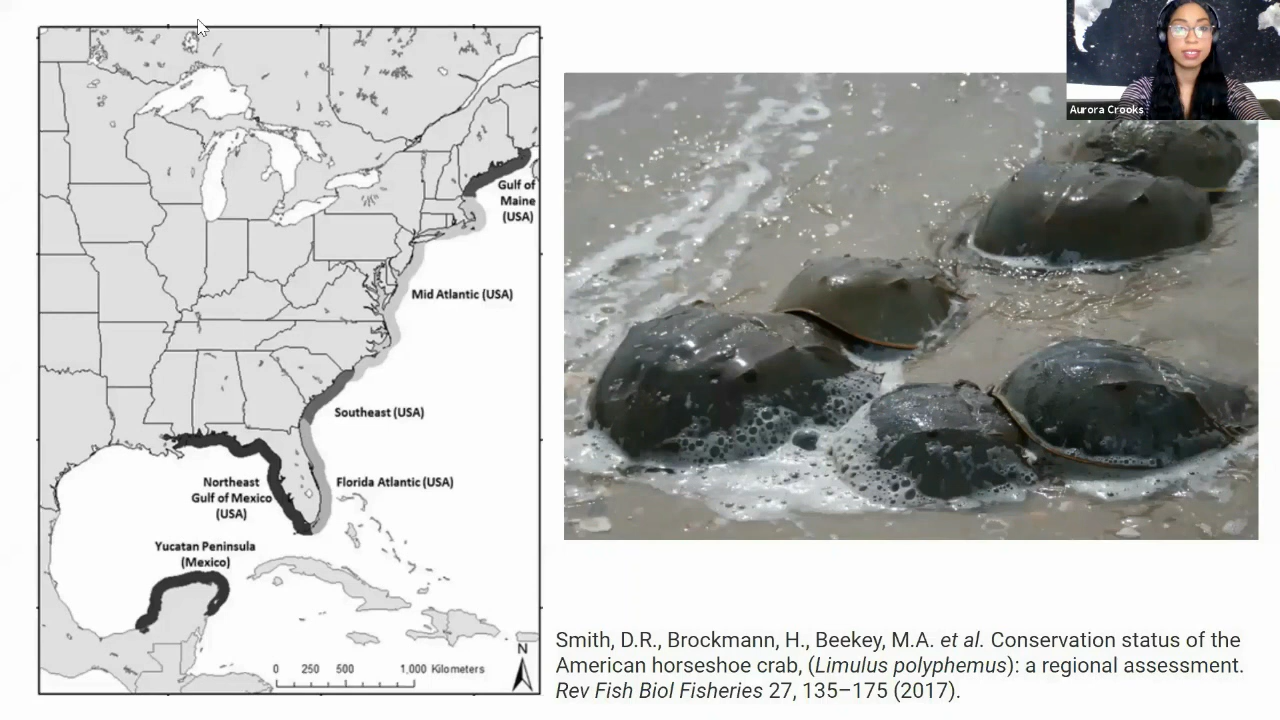 Aurora Crooks
Gulf of
Maine
(USA)
Mid Atlantic (USA)
Southeast (USA)
Florida Atlantic (USA)
Northeast
Gulf of Mexico
(USA)
Yucatan Peninsula
(Mexico)
N
0 250 500 1,000 Kilometers
Smith, D.R., Brockmann, H., Beekey, M.A. et al. Conservation status of the
American horseshoe crab, (Limulus polyphemus): a regional assessment.
Rev Fish Biol Fisheries 27, 135–175 (2017).